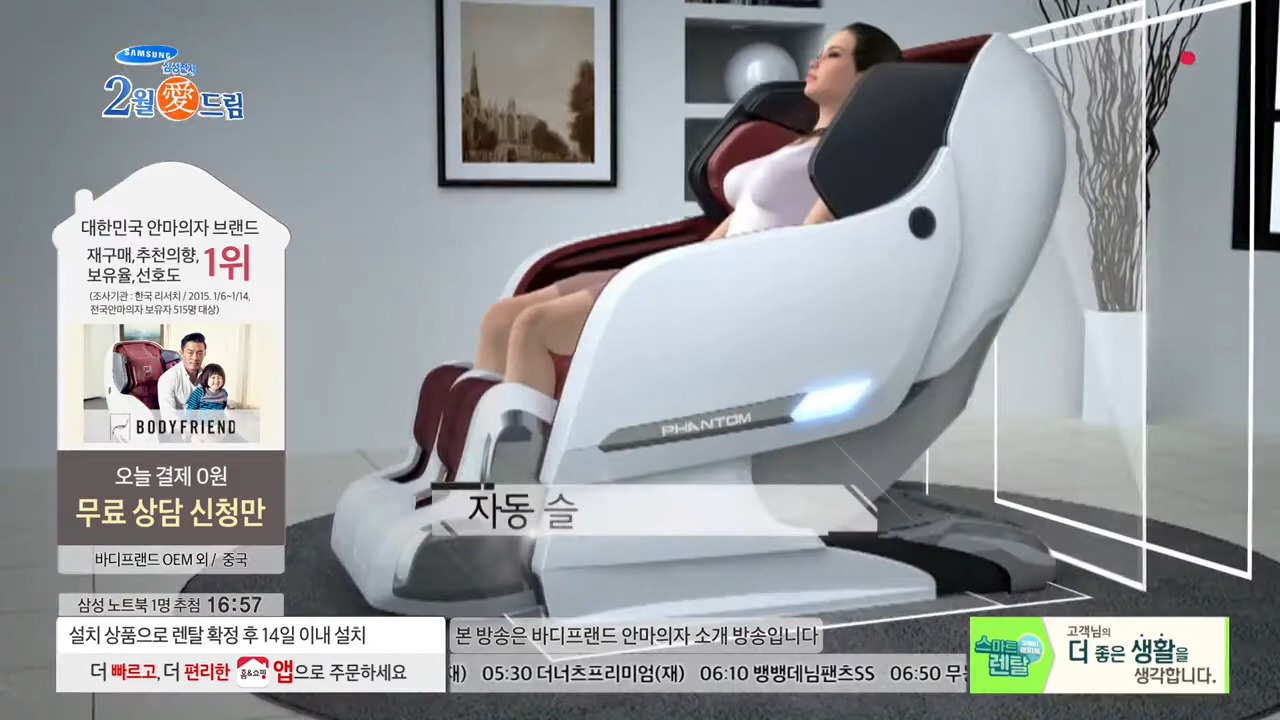 SAMSUNG
삼성전자
2월 愛 드림
대한민국 안마의자 브랜드
재구매,추천의향,
보유율,선호도 1위
(조사기관 : 한국 리서치 / 2015. 1/6~1/14,
전국안마의자 보유자 515명 대상)
BODYFRIEND
오늘 결제 0원
무료 상담 신청만
바디프랜드 OEM 외 / 중국
PHANTOM
자동 슬
삼성 노트북 1명 추첨 16:57
설치 상품으로 렌탈 확정 후 14일 이내 설치
더 빠르고, 더 편리한 홈&쇼핑 앱으로 주문하세요
본 방송은 바디프랜드 안마의자 소개 방송입니다
(재) 05:30 더너츠프리미엄(재) 06:10 뱅뱅데님팬츠SS 06:50 무
스마트
렌탈
고객님의
더 좋은 생활을
생각합니다.